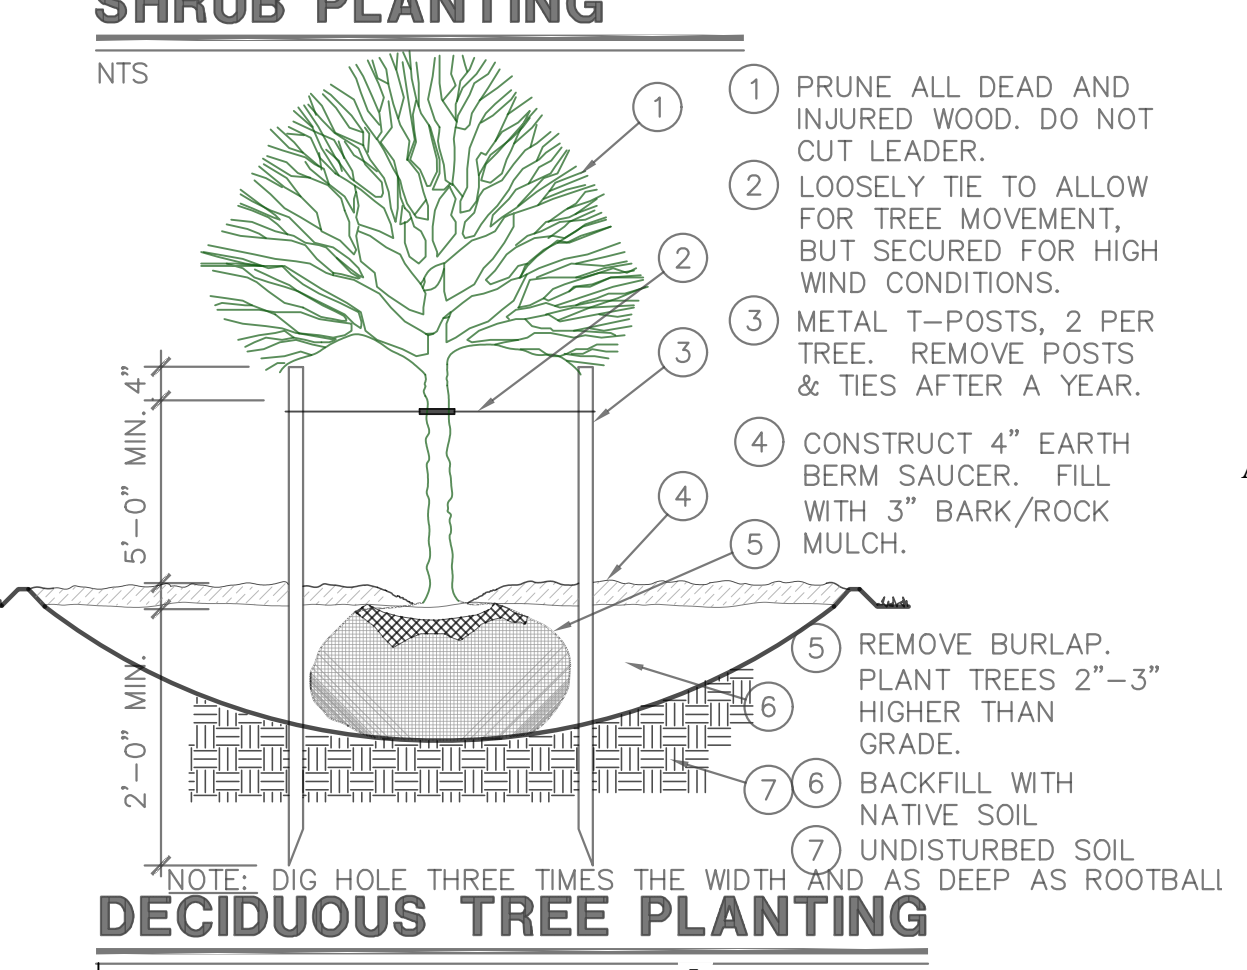 SHRUB PLANTING
NTS
1
1 PRUNE ALL DEAD AND
INJURED WOOD. DO NOT
CUT LEADER.
2
2 LOOSELY TIE TO ALLOW
FOR TREE MOVEMENT,
BUT SECURED FOR HIGH
WIND CONDITIONS.
3
3 METAL T-POSTS, 2 PER
TREE. REMOVE POSTS
& TIES AFTER A YEAR.
4"
5'-0" MIN.
2'-0" MIN.
4
4 CONSTRUCT 4" EARTH
BERM SAUCER. FILL
WITH 3" BARK/ROCK
MULCH.
5
5 REMOVE BURLAP.
PLANT TREES 2"-3"
HIGHER THAN
GRADE.
6
6 BACKFILL WITH
NATIVE SOIL
7
7 UNDISTURBED SOIL
NOTE: DIG HOLE THREE TIMES THE WIDTH AND AS DEEP AS ROOTBALL
DECIDUOUS TREE PLANTING